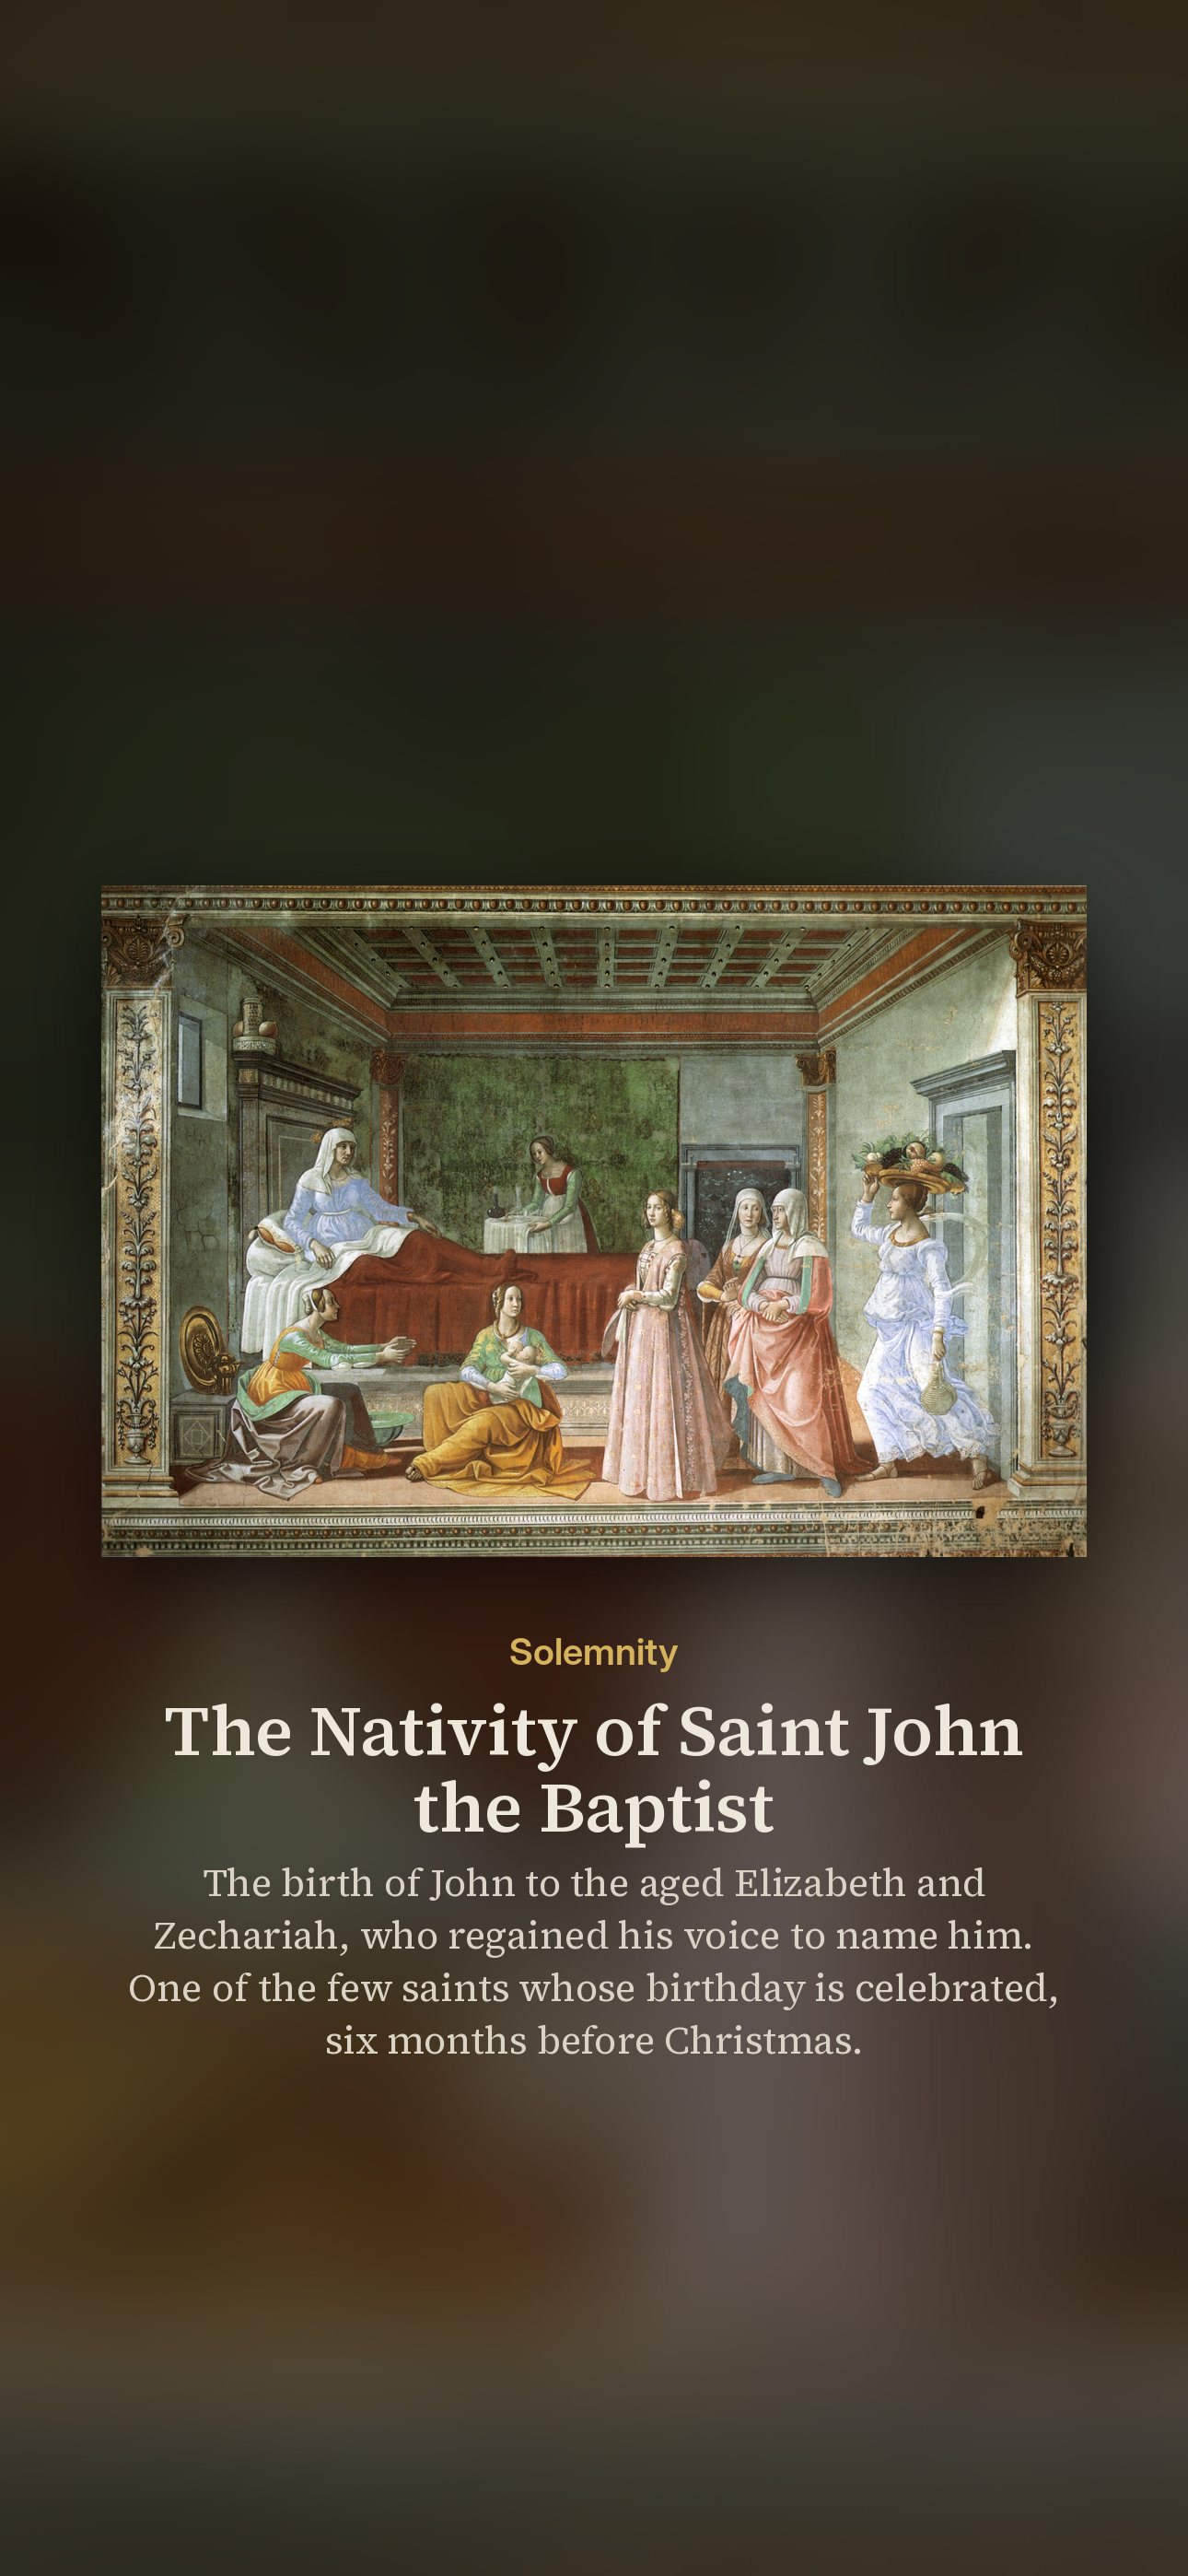 Solemnity
The Nativity of Saint John
the Baptist
The birth of John to the aged Elizabeth and
Zechariah, who regained his voice to name him.
One of the few saints whose birthday is celebrated,
six months before Christmas.